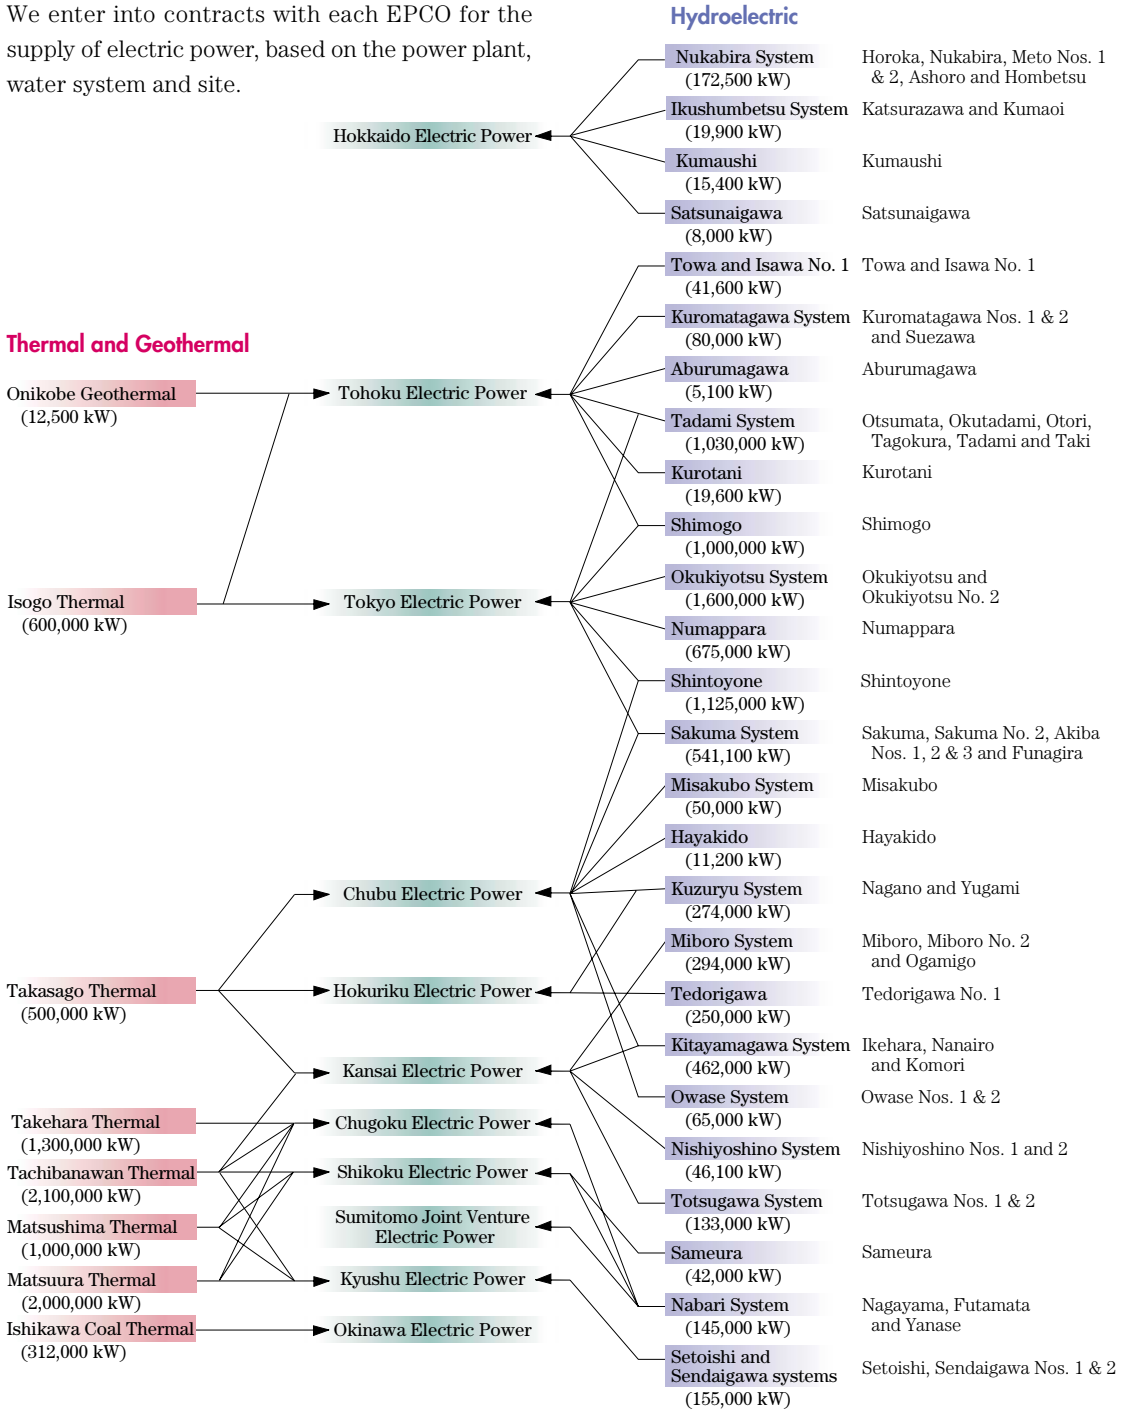 We enter into contracts with each EPCO for the
supply of electric power, based on the power plant,
water system and site.
Thermal and Geothermal
Onikobe Geothermal
(12,500 kW)
Isogo Thermal
(600,000 kW)
Takasago Thermal
(500,000 kW)
Takehara Thermal
(1,300,000 kW)
Tachibanawan Thermal
(2,100,000 kW)
Matsushima Thermal
(1,000,000 kW)
Matsuura Thermal
(2,000,000 kW)
Ishikawa Coal Thermal
(312,000 kW)
Hokkaido Electric Power
Tohoku Electric Power
Tokyo Electric Power
Chubu Electric Power
Hokuriku Electric Power
Kansai Electric Power
Chugoku Electric Power
Shikoku Electric Power
Sumitomo Joint Venture
Electric Power
Kyushu Electric Power
Okinawa Electric Power
Hydroelectric
Nukabira System
(172,500 kW)
Horoka, Nukabira, Meto Nos. 1
& 2, Ashoro and Hombetsu
Ikushumbetsu System
(19,900 kW)
Katsurazawa and Kumaoi
Kumaushi
(15,400 kW)
Kumaushi
Satsunaigawa
(8,000 kW)
Satsunaigawa
Towa and Isawa No. 1
(41,600 kW)
Towa and Isawa No. 1
Kuromatagawa System
(80,000 kW)
Kuromatagawa Nos. 1 & 2
and Suezawa
Aburumagawa
(5,100 kW)
Aburumagawa
Tadami System
(1,030,000 kW)
Otsumata, Okutadami, Otori,
Tagokura, Tadami and Taki
Kurotani
(19,600 kW)
Kurotani
Shimogo
(1,000,000 kW)
Shimogo
Okukiyotsu System
(1,600,000 kW)
Okukiyotsu and
Okukiyotsu No. 2
Numappara
(675,000 kW)
Numappara
Shintoyone
(1,125,000 kW)
Shintoyone
Sakuma System
(541,100 kW)
Sakuma, Sakuma No. 2, Akiba
Nos. 1, 2 & 3 and Funagira
Misakubo System
(50,000 kW)
Misakubo
Hayakido
(11,200 kW)
Hayakido
Kuzuryu System
(274,000 kW)
Nagano and Yugami
Miboro System
(294,000 kW)
Miboro, Miboro No. 2
and Ogamigo
Tedorigawa
(250,000 kW)
Tedorigawa No. 1
Kitayamagawa System
(462,000 kW)
Ikehara, Nanairo
and Komori
Owase System
(65,000 kW)
Owase Nos. 1 & 2
Nishiyoshino System
(46,100 kW)
Nishiyoshino Nos. 1 and 2
Totsugawa System
(133,000 kW)
Totsugawa Nos. 1 & 2
Sameura
(42,000 kW)
Sameura
Nabari System
(145,000 kW)
Nagayama, Futamata
and Yanase
Setoishi and
Sendaigawa systems
(155,000 kW)
Setoishi, Sendaigawa Nos. 1 & 2